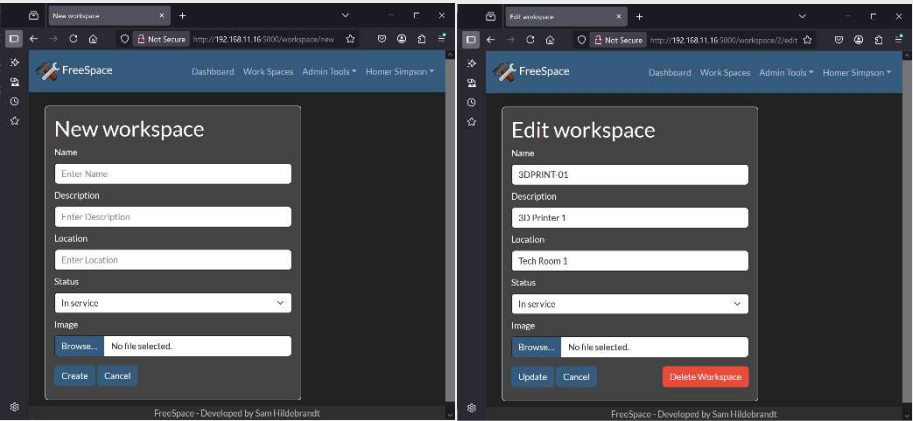 New workspace
Not Secure http://192.168.11.16:5000/workspace/new
FreeSpace Dashboard Work Spaces Admin Tools Homer Simpson
New workspace
Name
Enter Name
Description
Enter Description
Location
Enter Location
Status
In service
Image
Browse... No file selected.
Create Cancel
FreeSpace - Developed by Sam Hildebrandt
Edit workspace
Not Secure http://192.168.11.16:5000/workspace/2/edit
FreeSpace Dashboard Work Spaces Admin Tools Homer Simpson
Edit workspace
Name
3DPRINT-01
Description
3D Printer 1
Location
Tech Room 1
Status
In service
Image
Browse... No file selected.
Update Cancel Delete Workspace
FreeSpace - Developed by Sam Hildebrandt